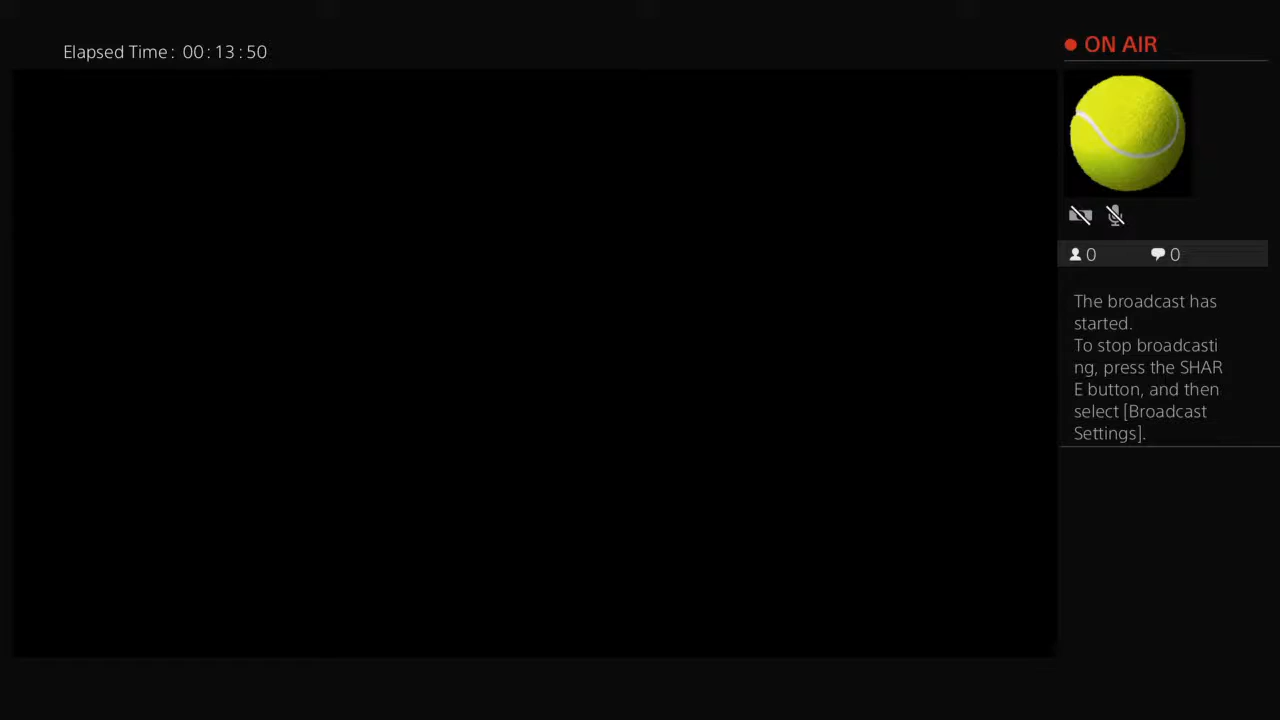 Elapsed Time: 00:13:50
ON AIR
0 0
The broadcast has
started.
To stop broadcasti
ng, press the SHAR
E button, and then
select [Broadcast
Settings].